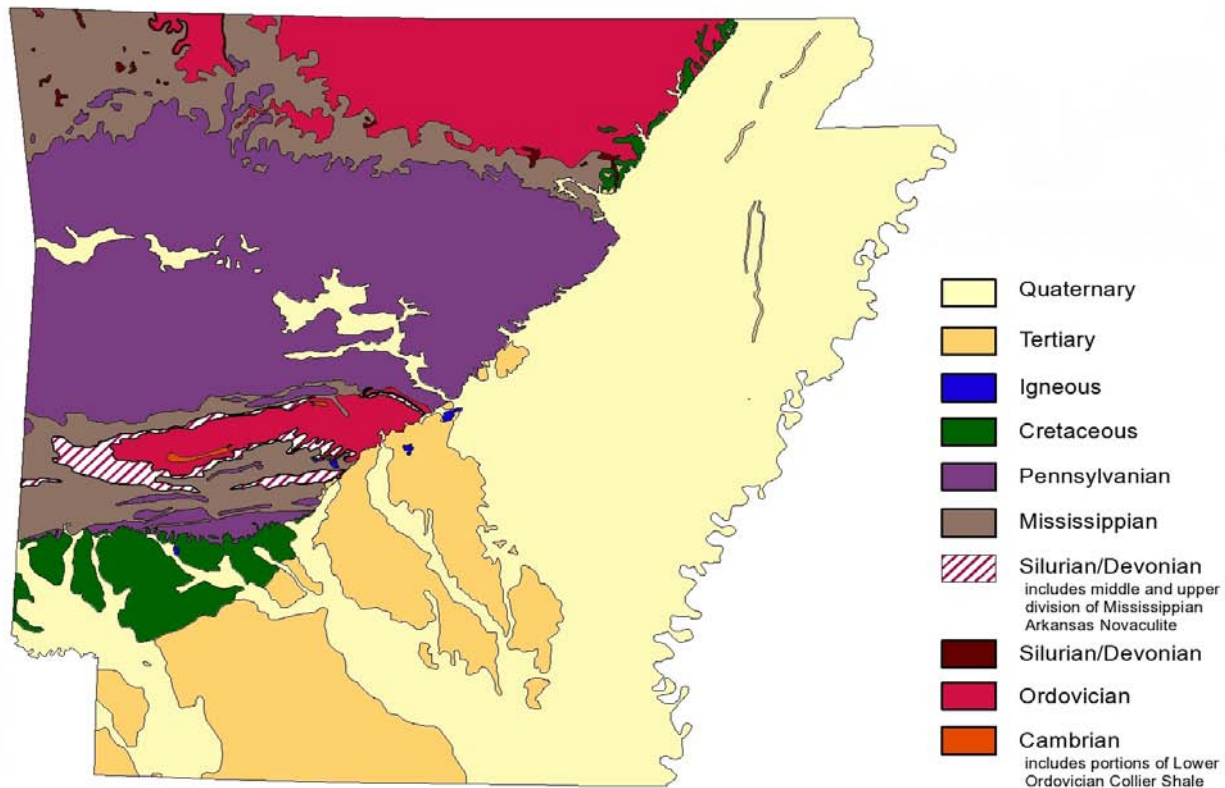 Quaternary
Tertiary
Igneous
Cretaceous
Pennsylvanian
Mississippian
Silurian/Devonian
includes middle and upper
division of Mississippian
Arkansas Novaculite
Silurian/Devonian
Ordovician
Cambrian
includes portions of Lower
Ordovician Collier Shale